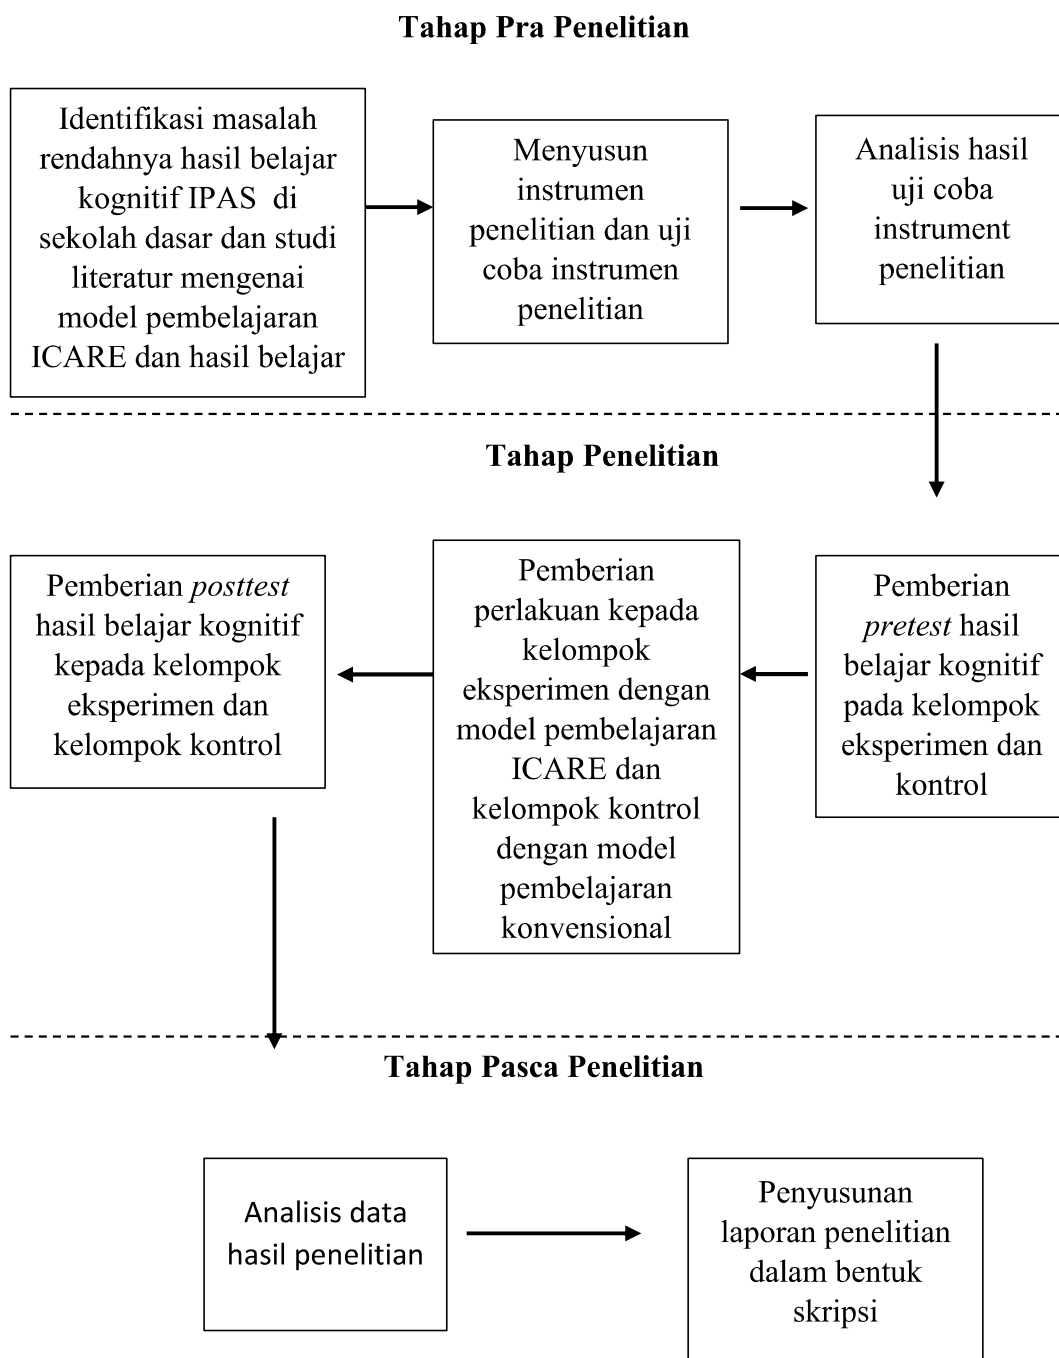 Tahap Pra Penelitian
Identifikasi masalah
rendahnya hasil belajar
kognitif IPAS di
sekolah dasar dan studi
literatur mengenai
model pembelajaran
ICARE dan hasil belajar
Menyusun
instrumen
penelitian dan uji
coba instrumen
penelitian
Analisis hasil
uji coba
instrument
penelitian
Tahap Penelitian
Pemberian
pretest hasil
belajar kognitif
pada kelompok
eksperimen dan
kontrol
Pemberian
perlakuan kepada
kelompok
eksperimen dengan
model pembelajaran
ICARE dan
kelompok kontrol
dengan model
pembelajaran
konvensional
Pemberian posttest
hasil belajar kognitif
kepada kelompok
eksperimen dan
kelompok kontrol
Tahap Pasca Penelitian
Analisis data
hasil penelitian
Penyusunan
laporan penelitian
dalam bentuk
skripsi